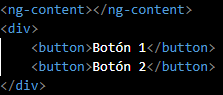 <ng-content></ng-content>
<div>
    <button>Botón 1</button>
    <button>Botón 2</button>
</div>